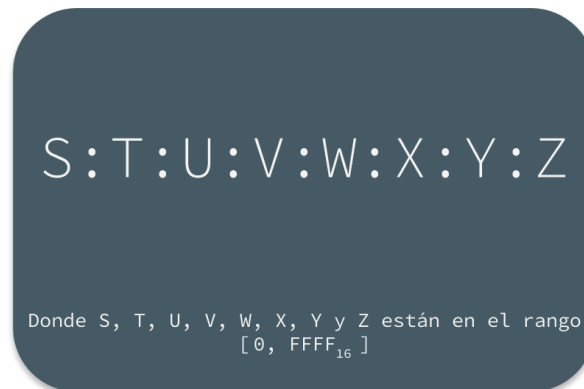 S:T:U:V:W:X:Y:Z
Donde S, T, U, V, W, X, Y y Z están en el rango
[0, FFFF₁₆]